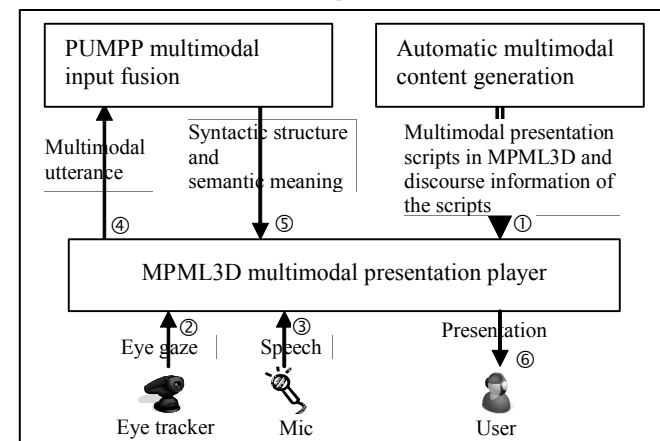 PUMPP multimodal
input fusion
Automatic multimodal
content generation
Multimodal
utterance
Syntactic structure
and
semantic meaning
Multimodal presentation
scripts in MPML3D and
discourse information of
the scripts
④
⑤
①
MPML3D multimodal presentation player
②
Eye gaze
③
Speech
Presentation
⑥
Eye tracker
Mic
User